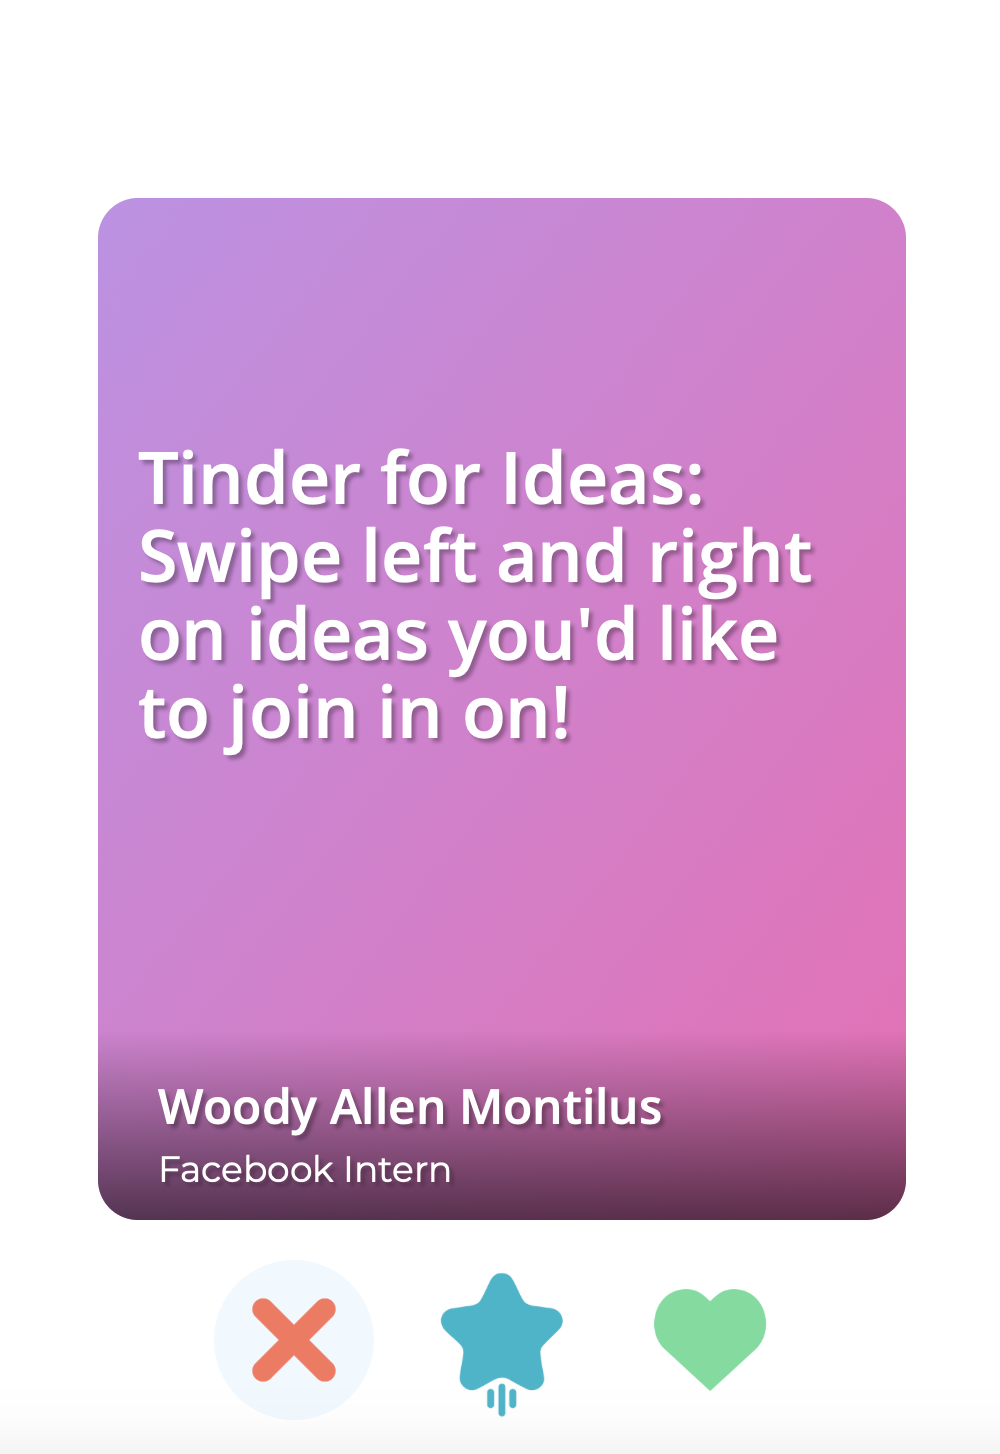 Tinder for Ideas:
Swipe left and right
on ideas you'd like
to join in on!
Woody Allen Montilus
Facebook Intern